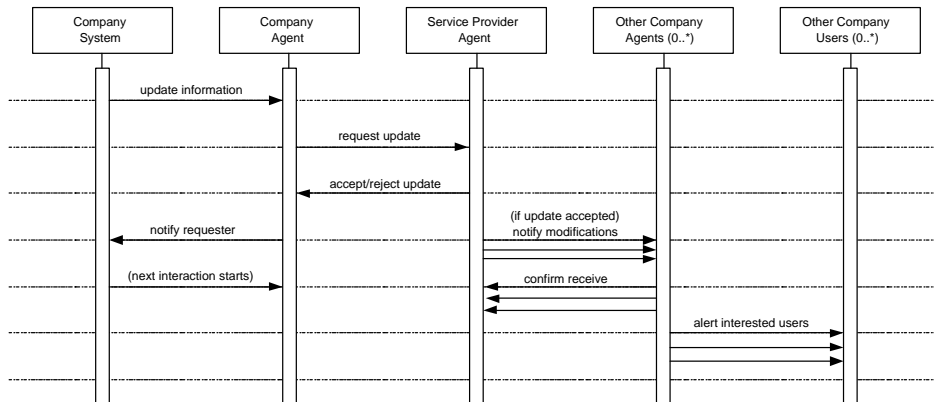 Company
System
Company
Agent
Service Provider
Agent
Other Company
Agents (0..*)
Other Company
Users (0..*)
update information
request update
accept/reject update
(if update accepted)
notify requester
notify modifications
(next interaction starts)
confirm receive
alert interested users